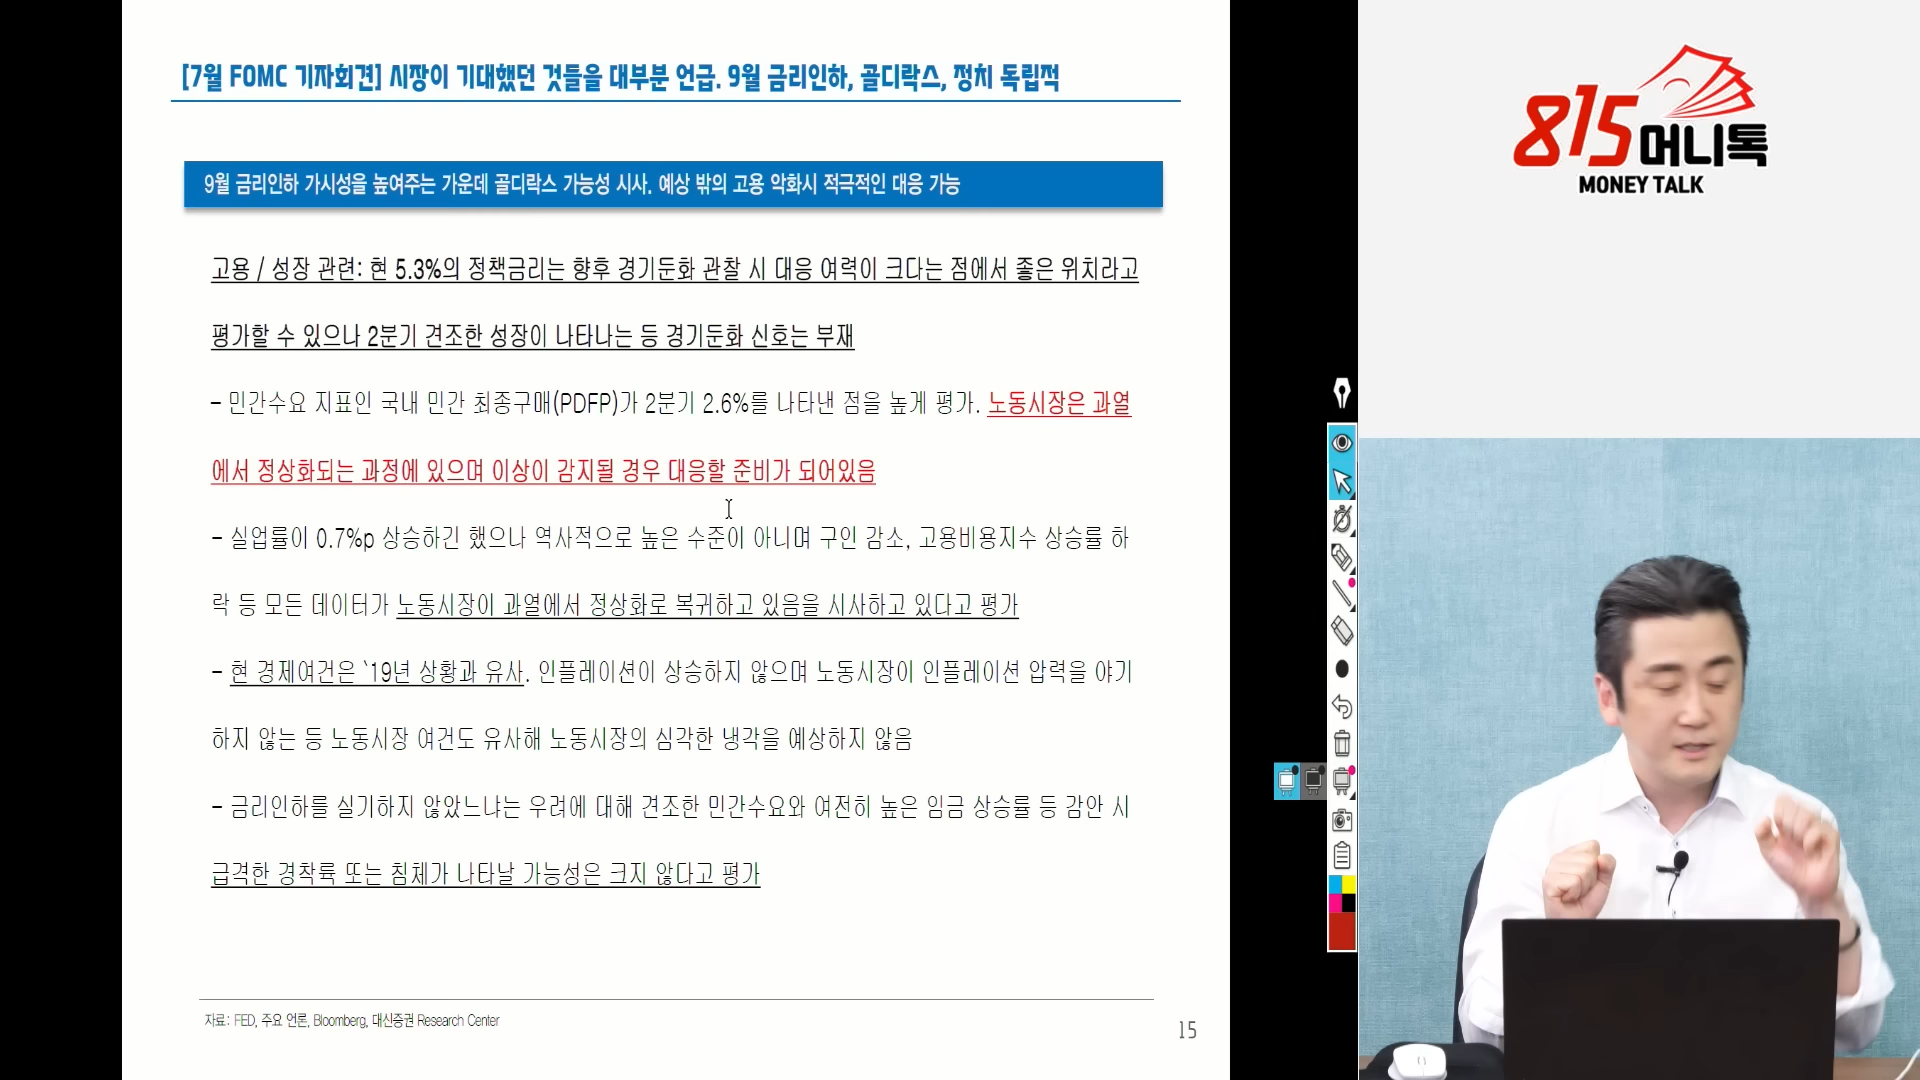 [7월 FOMC 기자회견] 시장이 기대했던 것들을 대부분 언급. 9월 금리인하, 골디락스, 정치 독립적
9월 금리인하 가시성을 높여주는 가운데 골디락스 가능성 시사. 예상 밖의 고용 악화시 적극적인 대응 가능
고용 / 성장 관련: 현 5.3%의 정책금리는 향후 경기둔화 관찰 시 대응 여력이 크다는 점에서 좋은 위치라고
평가할 수 있으나 2분기 견조한 성장이 나타나는 등 경기둔화 신호는 부재
- 민간수요 지표인 국내 민간 최종구매(PDFP)가 2분기 2.6%를 나타낸 점을 높게 평가. 노동시장은 과열
에서 정상화되는 과정에 있으며 이상이 감지될 경우 대응할 준비가 되어있음
- 실업률이 0.7%p 상승하긴 했으나 역사적으로 높은 수준이 아니며 구인 감소, 고용비용지수 상승률 하
락 등 모든 데이터가 노동시장이 과열에서 정상화로 복귀하고 있음을 시사하고 있다고 평가
- 현 경제여건은 `19년 상황과 유사. 인플레이션이 상승하지 않으며 노동시장이 인플레이션 압력을 야기
하지 않는 등 노동시장 여건도 유사해 노동시장의 심각한 냉각을 예상하지 않음
- 금리인하를 실기하지 않았느냐는 우려에 대해 견조한 민간수요와 여전히 높은 임금 상승률 등 감안 시
급격한 경착륙 또는 침체가 나타날 가능성은 크지 않다고 평가
자료: FED, 주요 언론, Bloomberg, 대신증권 Research Center
15
815머니톡
MONEY TALK